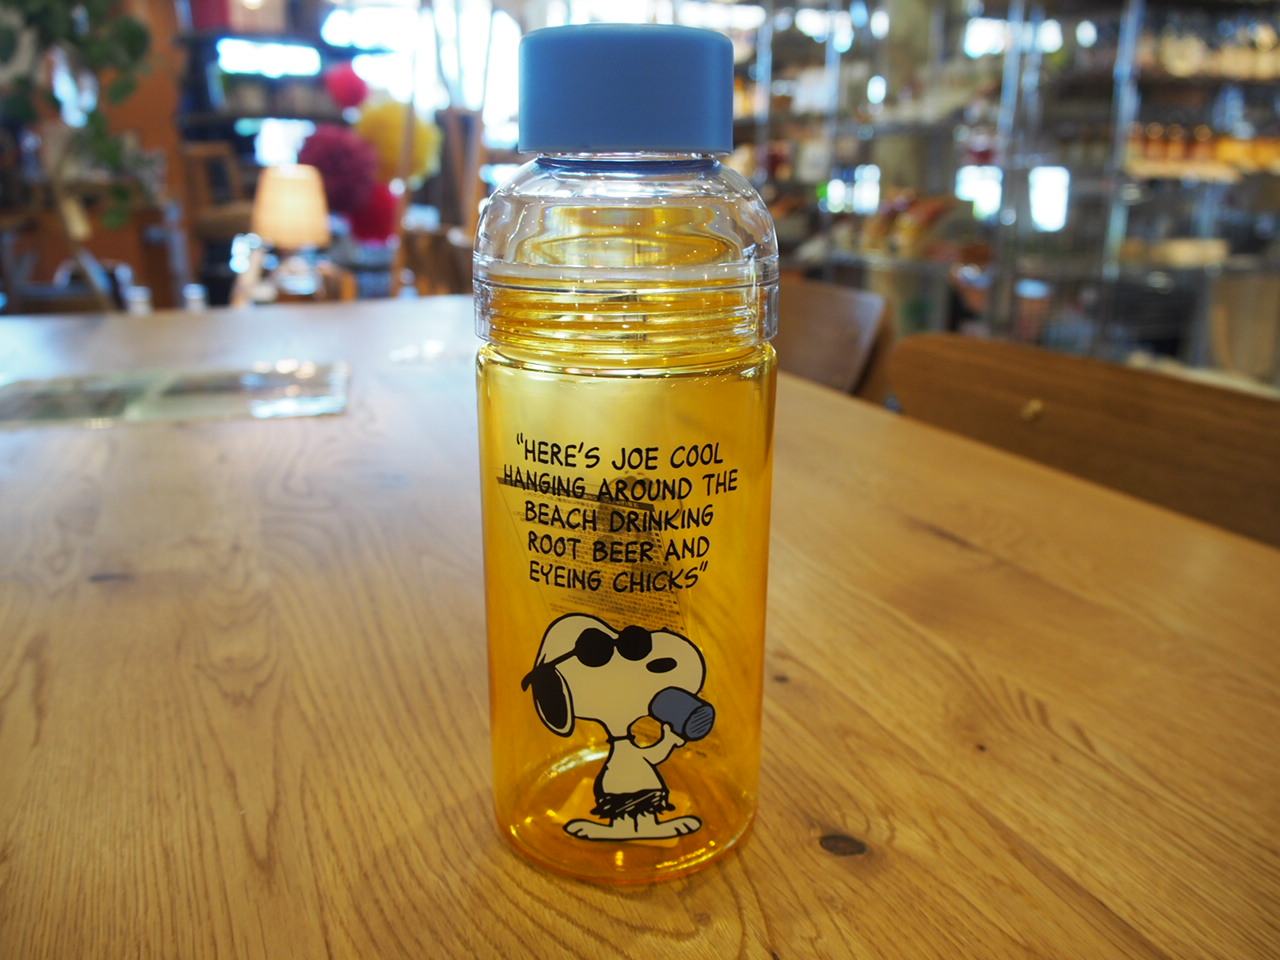 “HERE'S JOE COOL
HANGING AROUND THE
BEACH DRINKING
ROOT BEER AND
EYEING CHICKS”